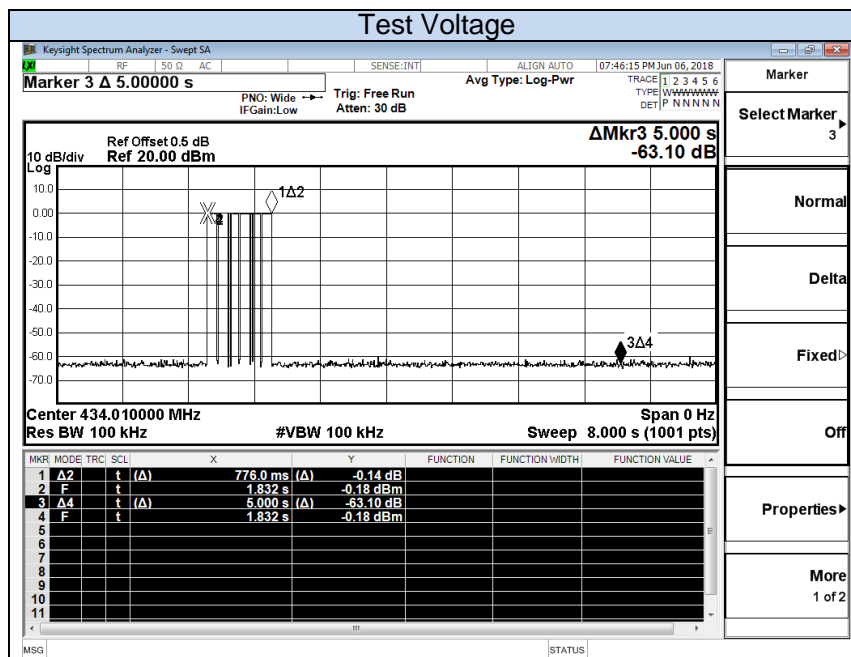 Test Voltage
Keysight Spectrum Analyzer - Swept SA
RF 50 Ω AC SENSE:INT ALIGN AUTO 07:46:15 PM Jun 06, 2018
Marker 3 Δ 5.00000 s
PNO: Wide
IFGain:Low
Trig: Free Run
Atten: 30 dB
Avg Type: Log-Pwr
TRACE 1 2 3 4 5 6
TYPE WWWWWWW
DET P N N N N N
Marker
Select Marker
3
Normal
Delta
Fixed
Off
Properties
More
1 of 2
Ref Offset 0.5 dB
10 dB/div Ref 20.00 dBm
Log
ΔMkr3 5.000 s
-63.10 dB
10.0
0.00
-10.0
-20.0
-30.0
-40.0
-50.0
-60.0
-70.0
1Δ2
3Δ4
Center 434.010000 MHz Span 0 Hz
Res BW 100 kHz #VBW 100 kHz Sweep 8.000 s (1001 pts)
MKR MODE TRC SCL X Y FUNCTION FUNCTION WIDTH FUNCTION VALUE
1 Δ2 t (Δ) 776.0 ms (Δ) -0.14 dB
2 F t 1.832 s -0.18 dBm
3 Δ4 t (Δ) 5.000 s (Δ) -63.10 dB
4 F t 1.832 s -0.18 dBm
5
6
7
8
9
10
11
MSG STATUS